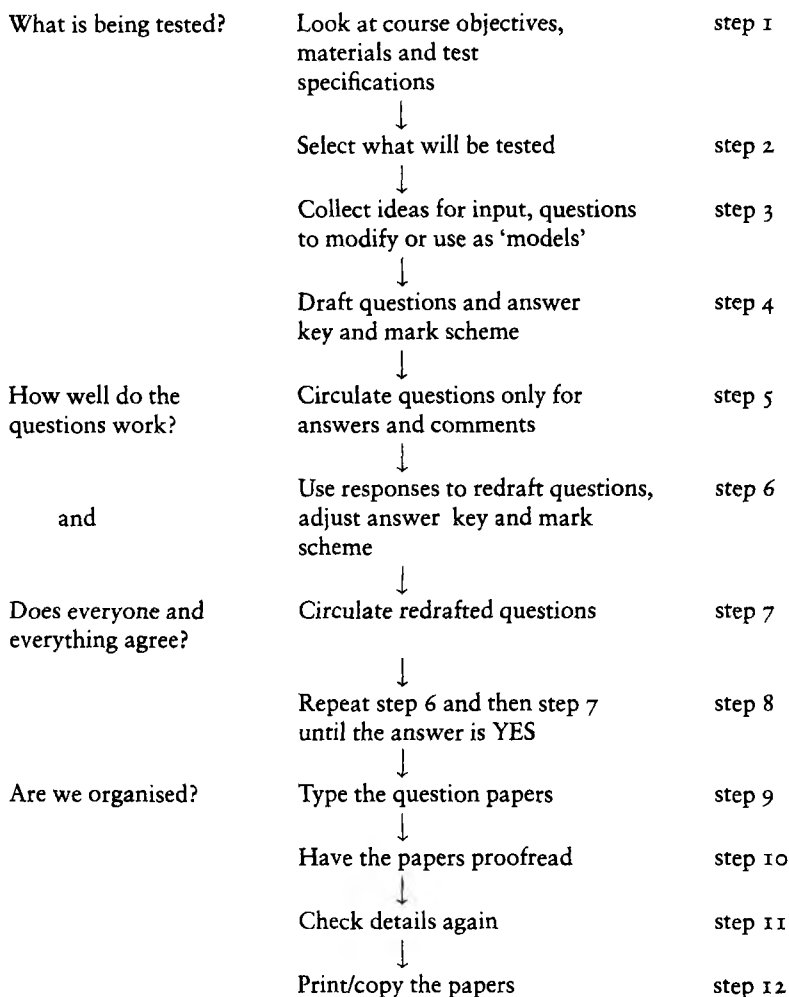 What is being tested? Look at course objectives, step 1
materials and test
specifications
↓
Select what will be tested step 2
↓
Collect ideas for input, questions step 3
to modify or use as ‘models’
↓
Draft questions and answer step 4
key and mark scheme
↓
How well do the Circulate questions only for step 5
questions work? answers and comments
↓
Use responses to redraft questions, step 6
and adjust answer key and mark
scheme
↓
Does everyone and Circulate redrafted questions step 7
everything agree?
↓
Repeat step 6 and then step 7 step 8
until the answer is YES
↓
Are we organised? Type the question papers step 9
↓
Have the papers proofread step 10
↓
Check details again step 11
↓
Print/copy the papers step 12